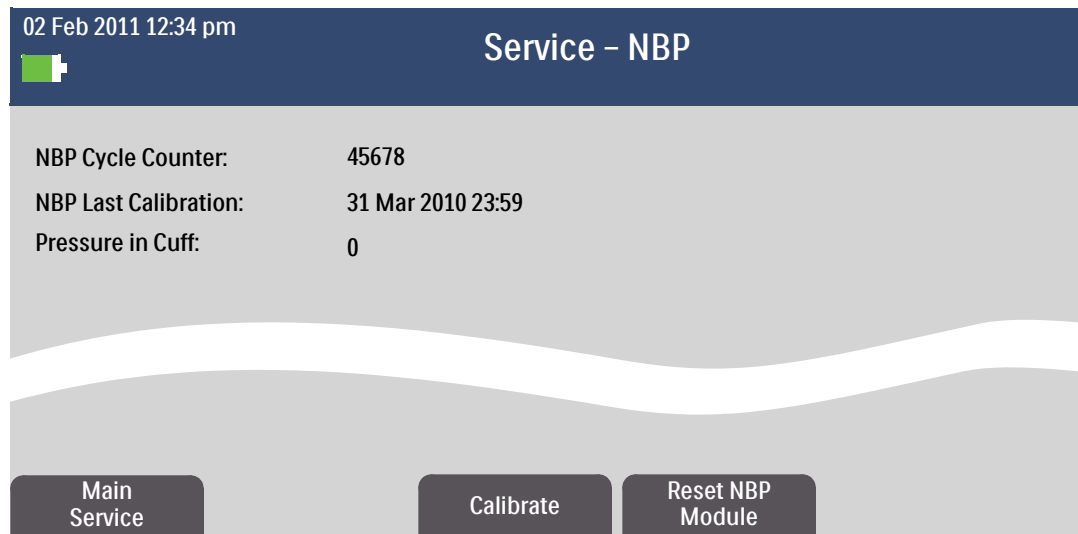 02 Feb 2011 12:34 pm
Service – NBP
NBP Cycle Counter: 45678
NBP Last Calibration: 31 Mar 2010 23:59
Pressure in Cuff: 0
Main
Service
Calibrate
Reset NBP
Module